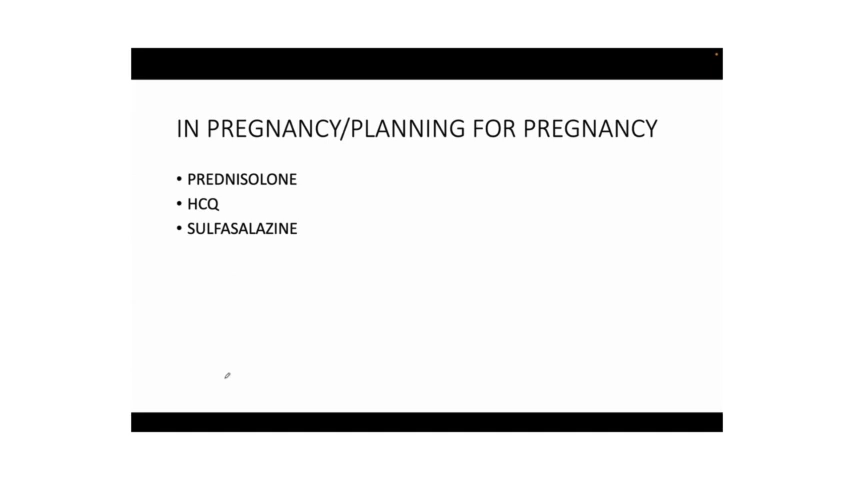 IN PREGNANCY/PLANNING FOR PREGNANCY
• PREDNISOLONE
• HCQ
• SULFASALAZINE